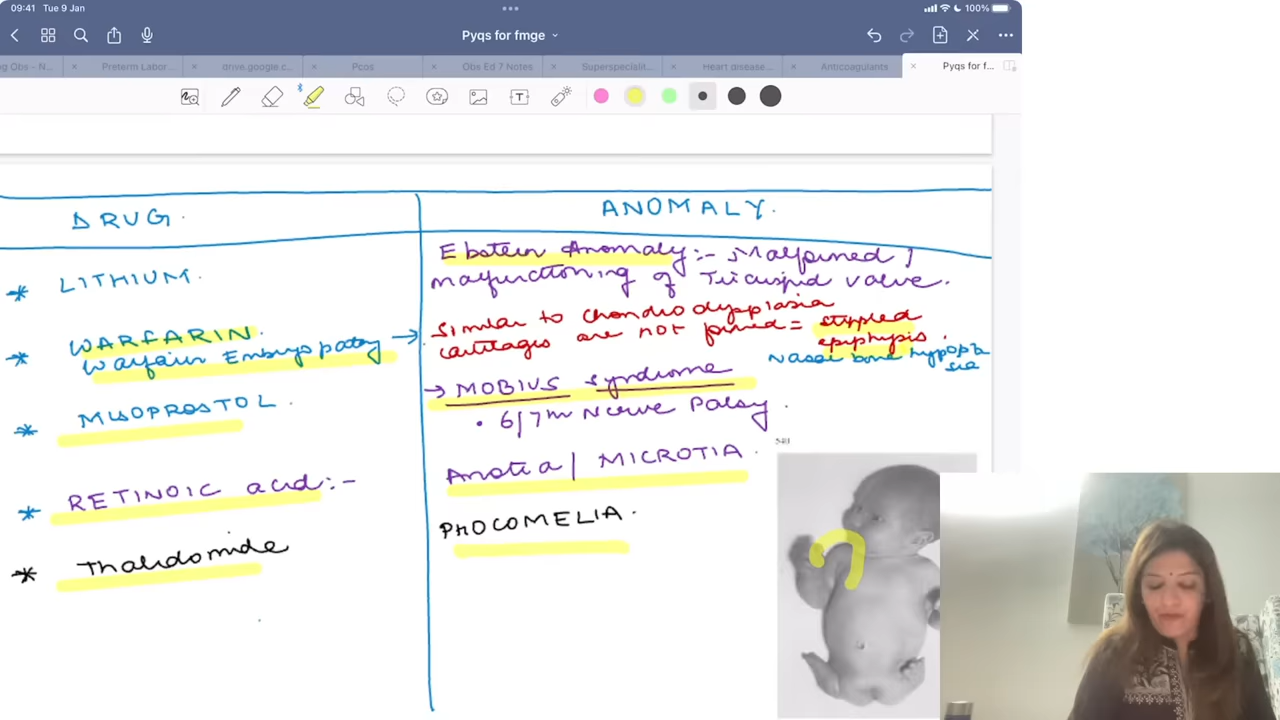 09:41 Tue 9 Jan
100%
Pyqs for fmge
g Obs – N...
Preterm Labor...
drive.google.c...
Pcos
Obs Ed 7 Notes
Superspecialit...
Heart disease...
Anticoagulants
Pyqs for f...
DRUG.
ANOMALY.
* LITHIUM.
Ebstein Anomaly:- Malformed /
malfunctioning of Tricuspid valve.
* WARFARIN.
Warfarin Embryopathy →
Similar to chondrodysplasia
cartilages are not joined = stippled
epiphysis.
Nasal bone hypopla
sia
* MISOPROSTOL.
→ MOBIUS syndrome
• 6/7th Nerve Palsy.
* RETINOIC acid:-
Anotia / MICROTIA.
* Thalidomide
PHOCOMELIA.